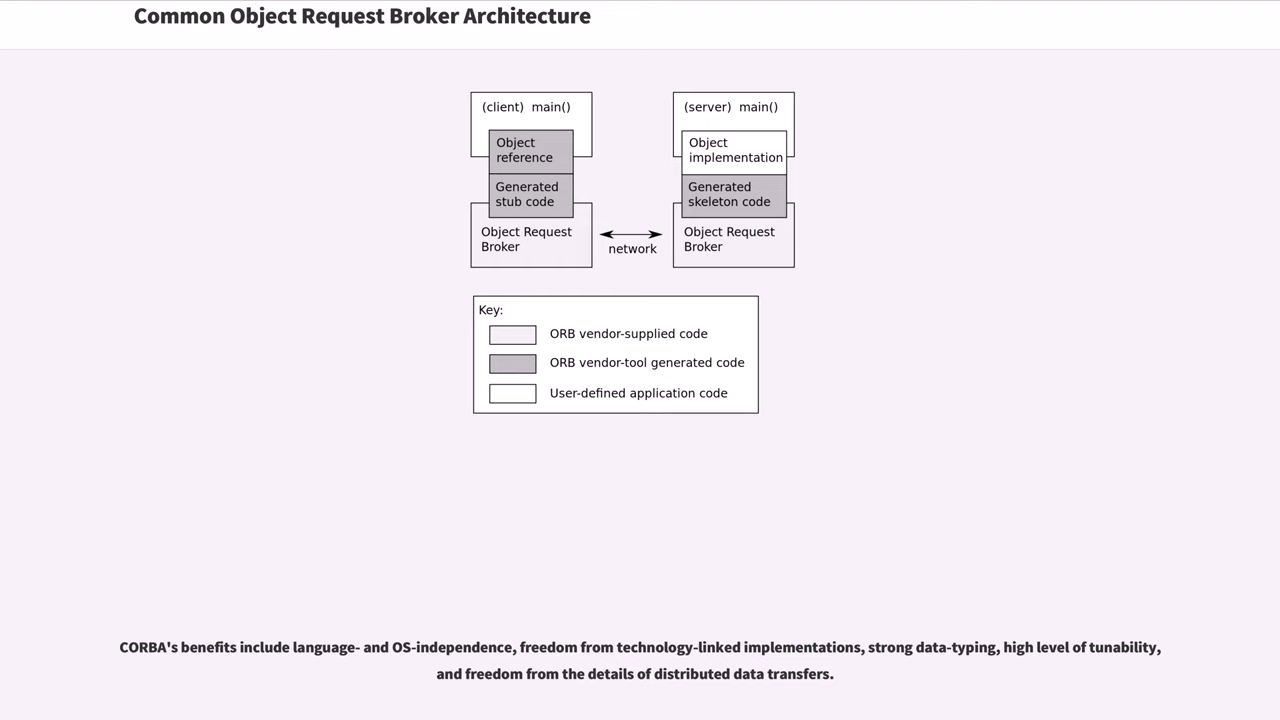 Common Object Request Broker Architecture
(client) main()
Object
reference
Generated
stub code
Object Request
Broker
network
(server) main()
Object
implementation
Generated
skeleton code
Object Request
Broker
Key:
ORB vendor-supplied code
ORB vendor-tool generated code
User-defined application code
CORBA's benefits include language- and OS-independence, freedom from technology-linked implementations, strong data-typing, high level of tunability,
and freedom from the details of distributed data transfers.